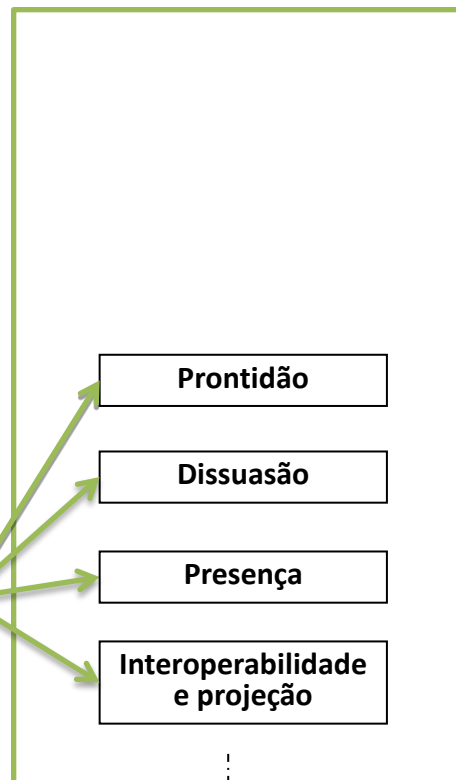 Prontidão
Dissuasão
Presença
Interoperabilidade
e projeção